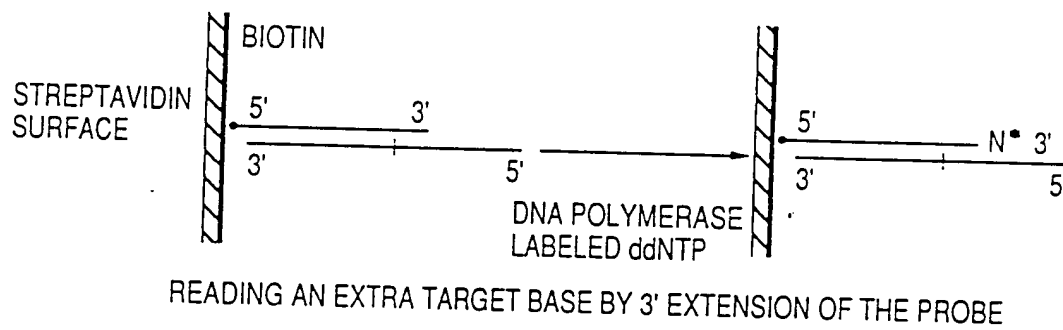 BIOTIN
STREPTAVIDIN
SURFACE
5' 3'
3' 5'
DNA POLYMERASE
LABELED ddNTP
5' N* 3'
3' 5'
READING AN EXTRA TARGET BASE BY 3' EXTENSION OF THE PROBE